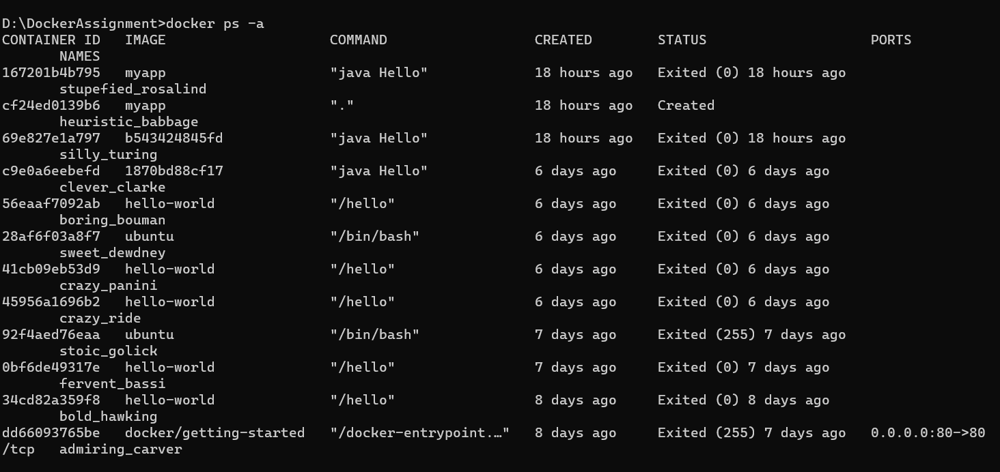 D:\DockerAssignment>docker ps -a
CONTAINER ID   IMAGE                    COMMAND                  CREATED         STATUS                    PORTS
       NAMES
167201b4b795   myapp                    "java Hello"             18 hours ago   Exited (0) 18 hours ago
       stupefied_rosalind
cf24ed0139b6   myapp                    "."                      18 hours ago   Created
       heuristic_babbage
69e827e1a797   b543424845fd             "java Hello"             18 hours ago   Exited (0) 18 hours ago
       silly_turing
c9e0a6eebefd   1870bd88cf17             "java Hello"             6 days ago     Exited (0) 6 days ago
       clever_clarke
56eaaf7092ab   hello-world              "/hello"                 6 days ago     Exited (0) 6 days ago
       boring_bouman
28af6f03a8f7   ubuntu                   "/bin/bash"              6 days ago     Exited (0) 6 days ago
       sweet_dewdney
41cb09eb53d9   hello-world              "/hello"                 6 days ago     Exited (0) 6 days ago
       crazy_panini
45956a1696b2   hello-world              "/hello"                 6 days ago     Exited (0) 6 days ago
       crazy_ride
92f4aed76eaa   ubuntu                   "/bin/bash"              7 days ago     Exited (255) 7 days ago
       stoic_golick
0bf6de49317e   hello-world              "/hello"                 7 days ago     Exited (0) 7 days ago
       fervent_bassi
34cd82a359f8   hello-world              "/hello"                 8 days ago     Exited (0) 8 days ago
       bold_hawking
dd66093765be   docker/getting-started   "/docker-entrypoint.…"   8 days ago     Exited (255) 7 days ago   0.0.0.0:80->80
/tcp   admiring_carver